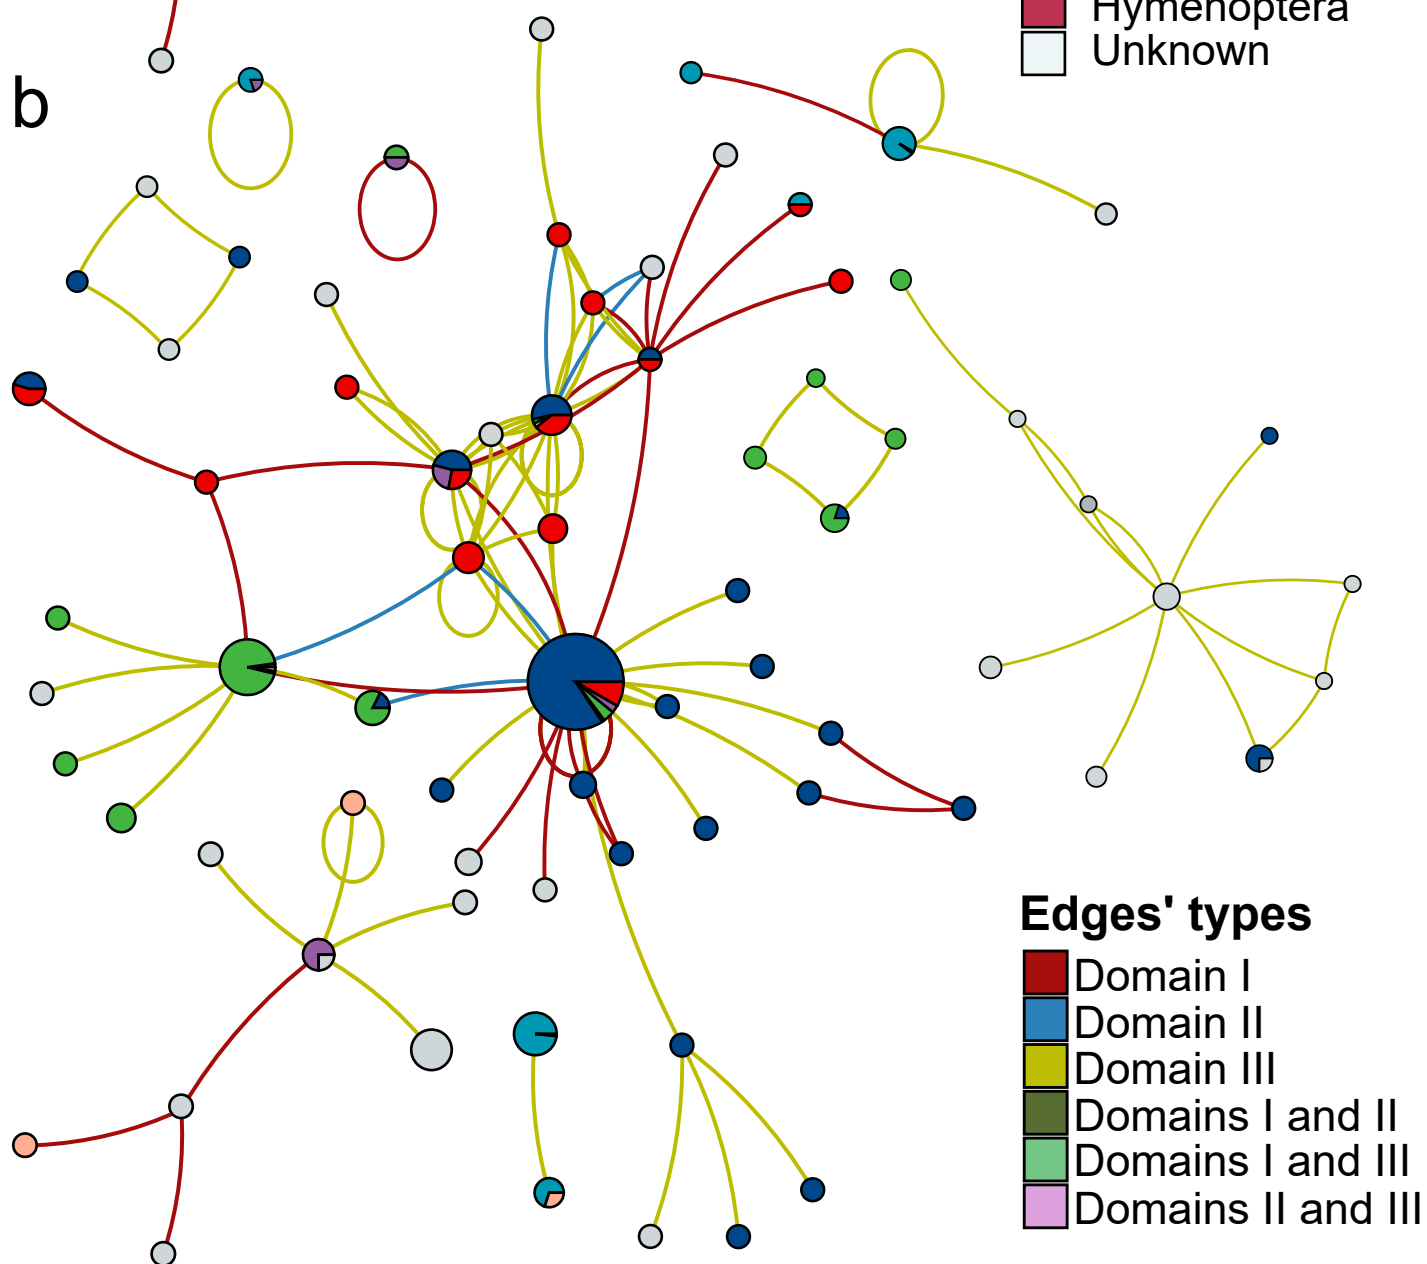 Hymenoptera
Unknown
b
Edges' types
Domain I
Domain II
Domain III
Domains I and II
Domains I and III
Domains II and III